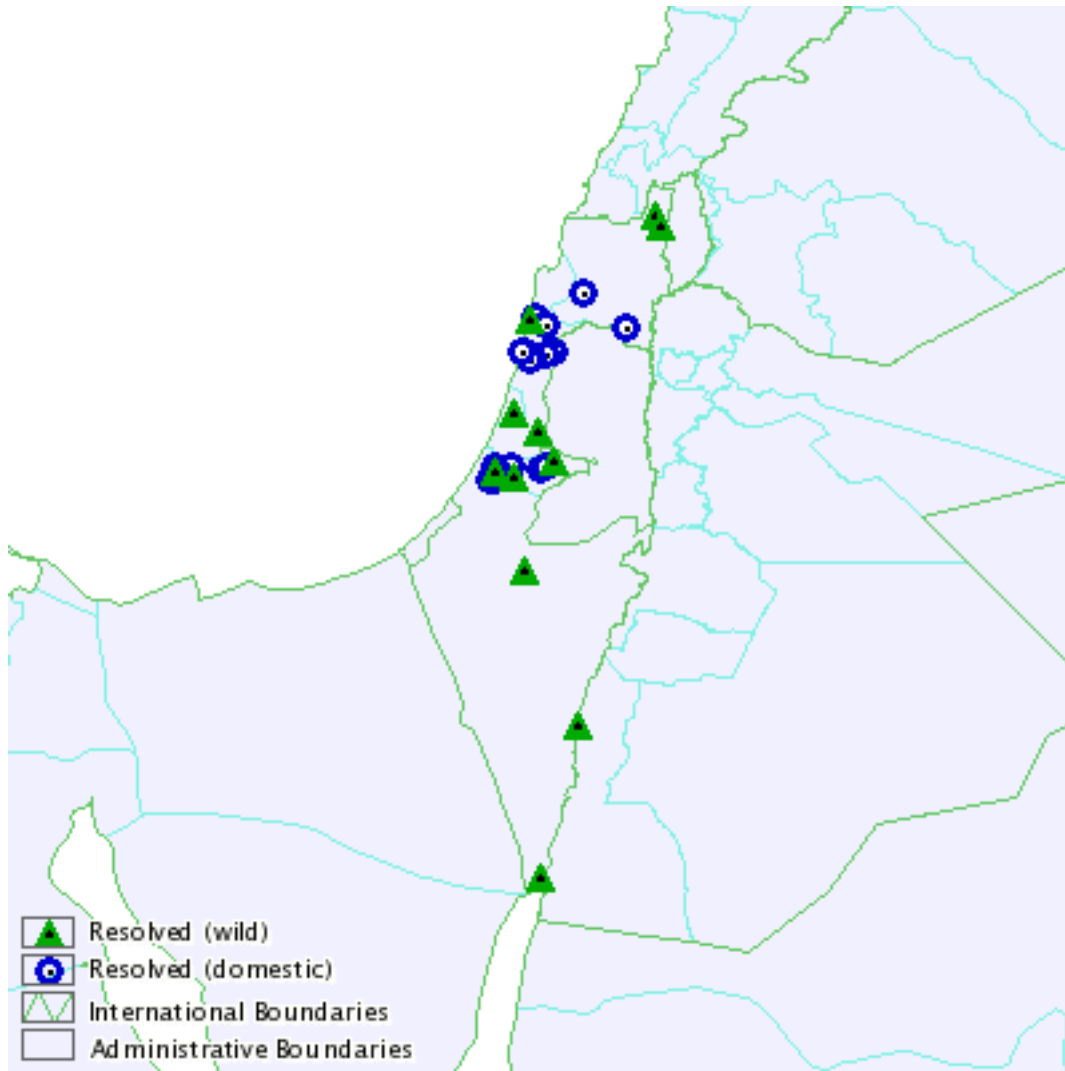 Resolved (wild)
Resolved (domestic)
International Boundaries
Administrative Boundaries